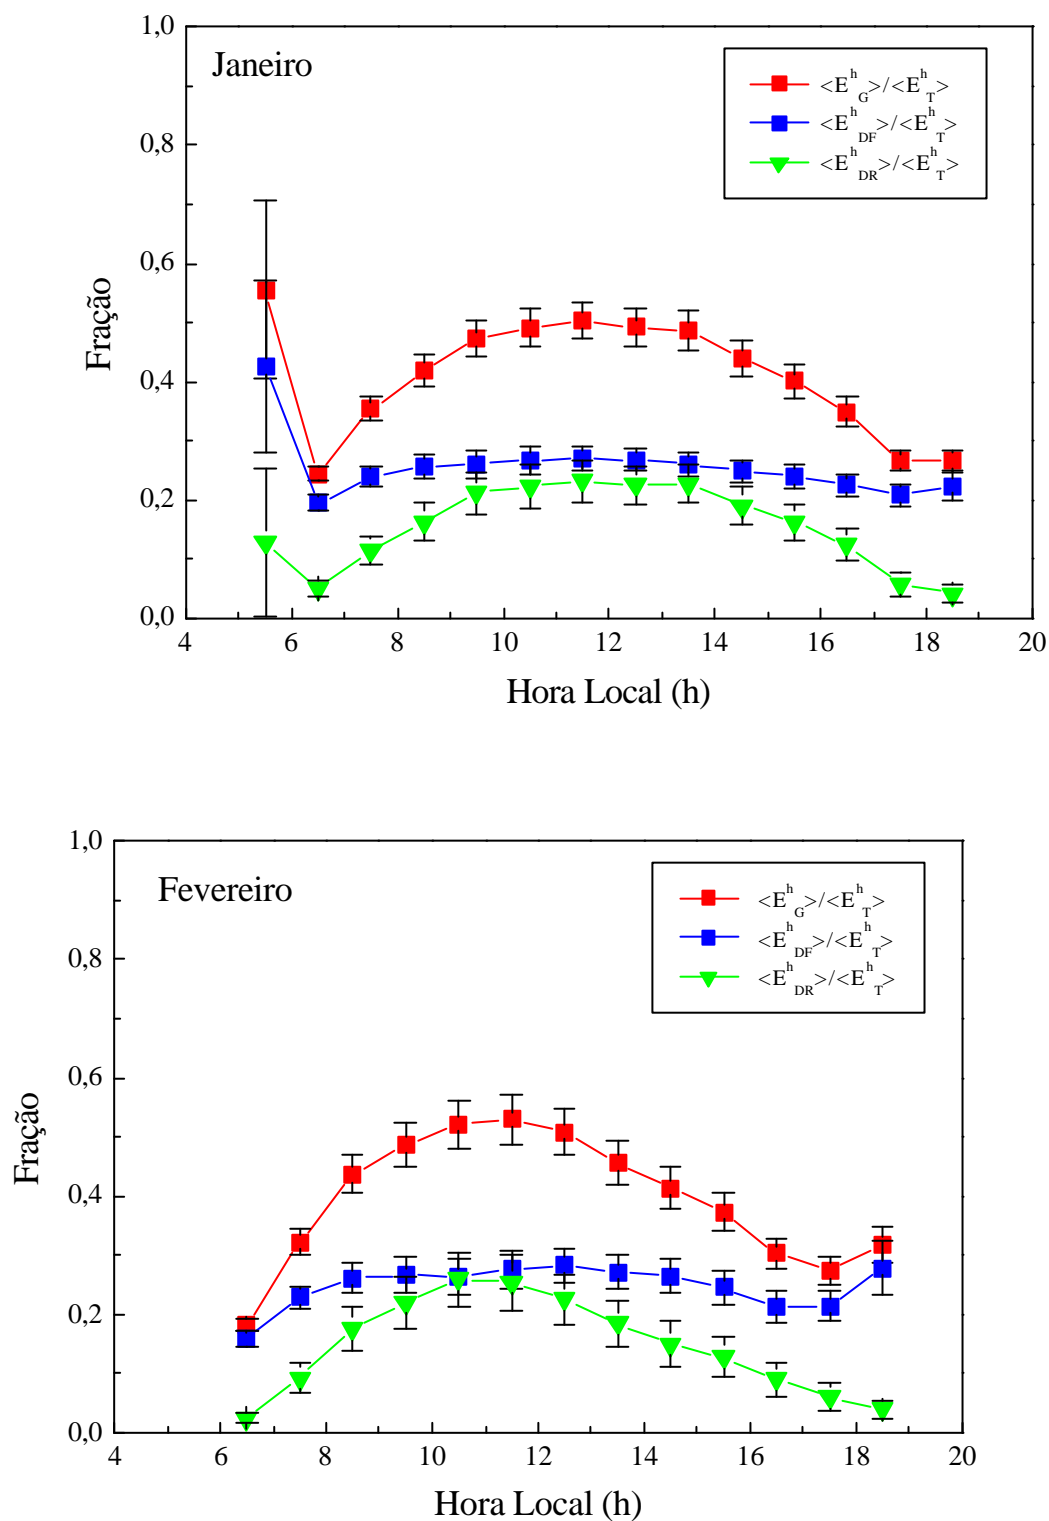 Janeiro
<E^h_G>/<E^h_T>
<E^h_DF>/<E^h_T>
<E^h_DR>/<E^h_T>
1,0
0,8
0,6
0,4
0,2
0,0
Fração
4 6 8 10 12 14 16 18 20
Hora Local (h)
Fevereiro
<E^h_G>/<E^h_T>
<E^h_DF>/<E^h_T>
<E^h_DR>/<E^h_T>
1,0
0,8
0,6
0,4
0,2
0,0
Fração
4 6 8 10 12 14 16 18 20
Hora Local (h)